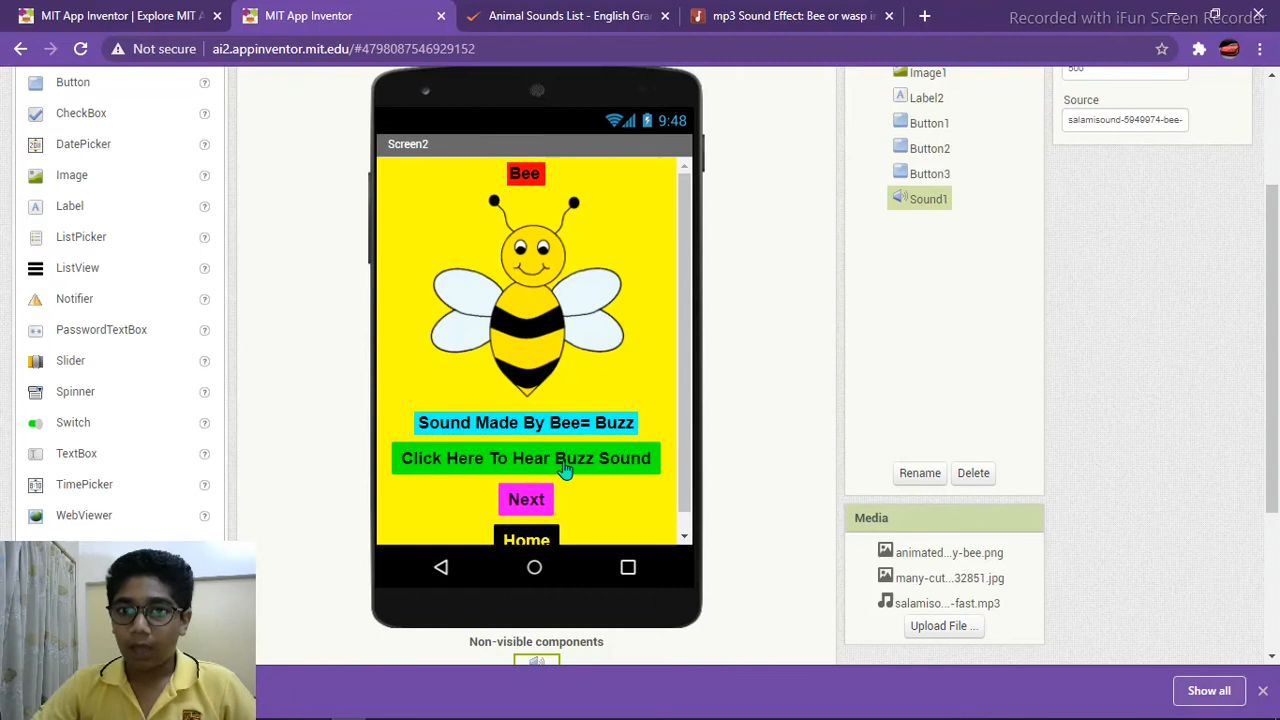 MIT App Inventor | Explore MIT A
MIT App Inventor
Animal Sounds List - English Gra
mp3 Sound Effect: Bee or wasp in
Recorded with iFun Screen Recorder
Not secure
ai2.appinventor.mit.edu/#4798087546929152
Button
CheckBox
DatePicker
Image
Label
ListPicker
ListView
Notifier
PasswordTextBox
Slider
Spinner
Switch
TextBox
TimePicker
WebViewer
9:48
Screen2
Bee
Sound Made By Bee= Buzz
Click Here To Hear Buzz Sound
Next
Home
Non-visible components
Image1
Label2
Button1
Button2
Button3
Sound1
Rename
Delete
Media
animated...y-bee.png
many-cut...32851.jpg
salamiso...-fast.mp3
Upload File ...
500
Source
salamisound-5949974-bee-
Show all